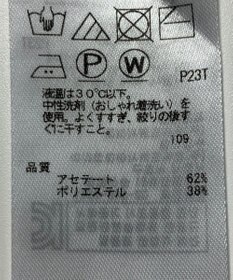 P W P23T
液温は30℃以下。
中性洗剤（おしゃれ着洗い）を
使用。よくすすぎ、絞りの後す
ぐに干すこと。
109
品質
アセテート 62%
ポリエステル 38%